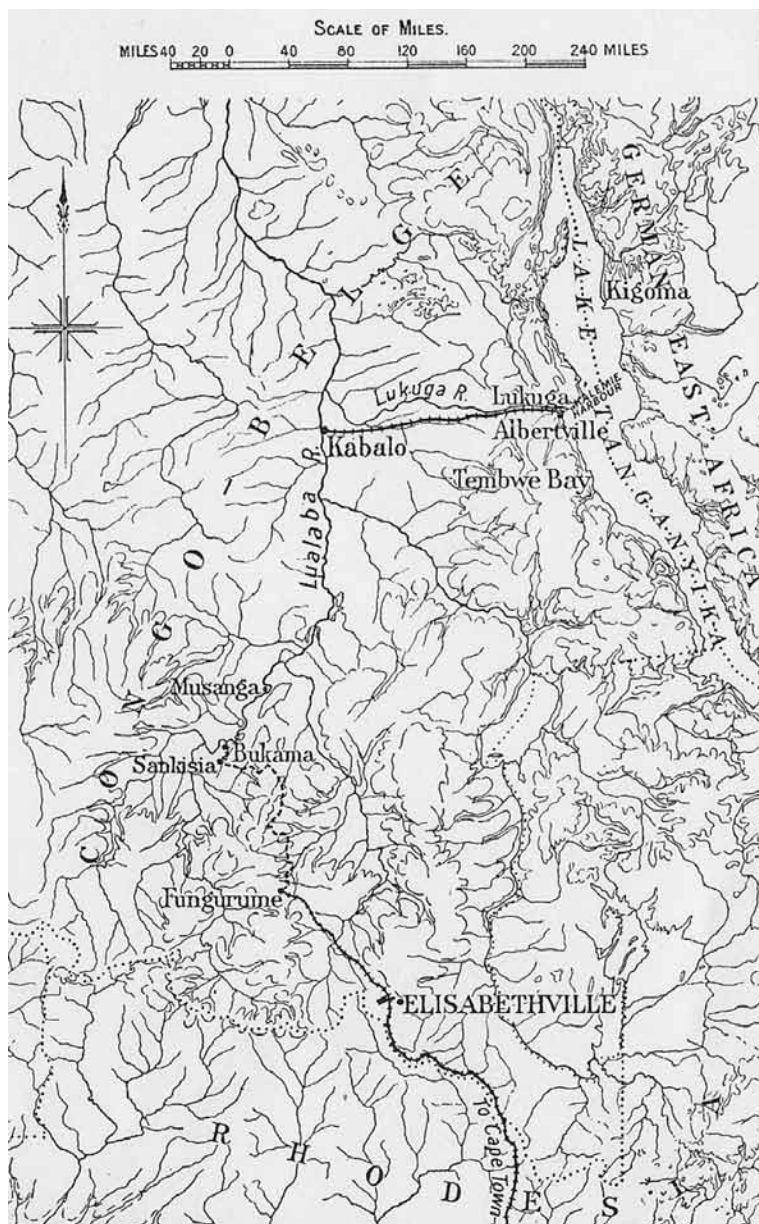 SCALE OF MILES.
MILES 40 20 0 40 80 120 160 200 240 MILES
BELGE
LAKE TANGANYIKA
GERMAN EAST AFRICA
Kigoma
Lukuga R.
Lukuga
KALEMIE HARBOUR
Albertville
Kabalo
Tembwe Bay
Lualaba R.
CONGO
Musanga
Bukama
Sankisia
Fungurume
ELISABETHVILLE
To Cape Town
RHODESIA